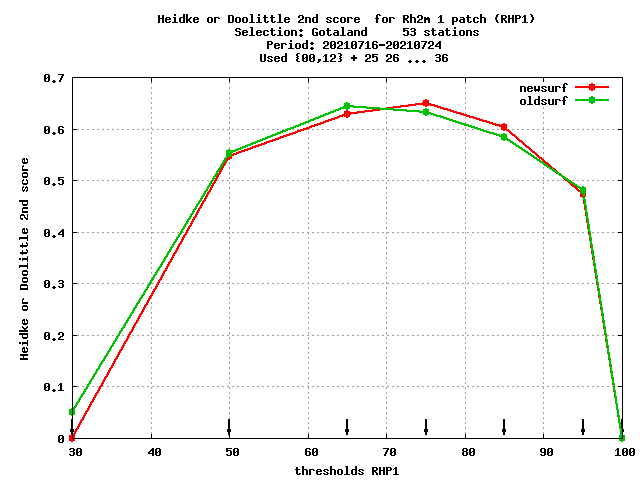 Heidke or Doolittle 2nd score  for Rh2m 1 patch (RHP1)
Selection: Gotaland     53 stations
Period: 20210716-20210724
Used {00,12} + 25 26 ... 36
newsurf
oldsurf
0.7
0.6
0.5
0.4
0.3
0.2
0.1
0
Heidke or Doolittle 2nd score
30 40 50 60 70 80 90 100
thresholds RHP1